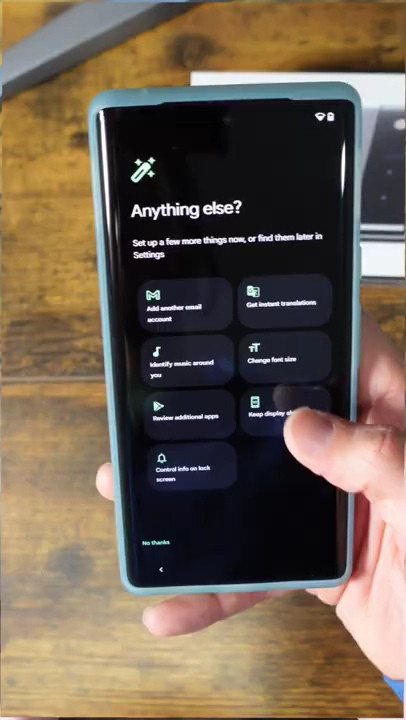 Anything else?
Set up a few more things now, or find them later in
Settings
Add another email
account
Get instant translations
Identify music around
you
Change font size
Review additional apps
Keep display
Control info on lock
screen
No thanks